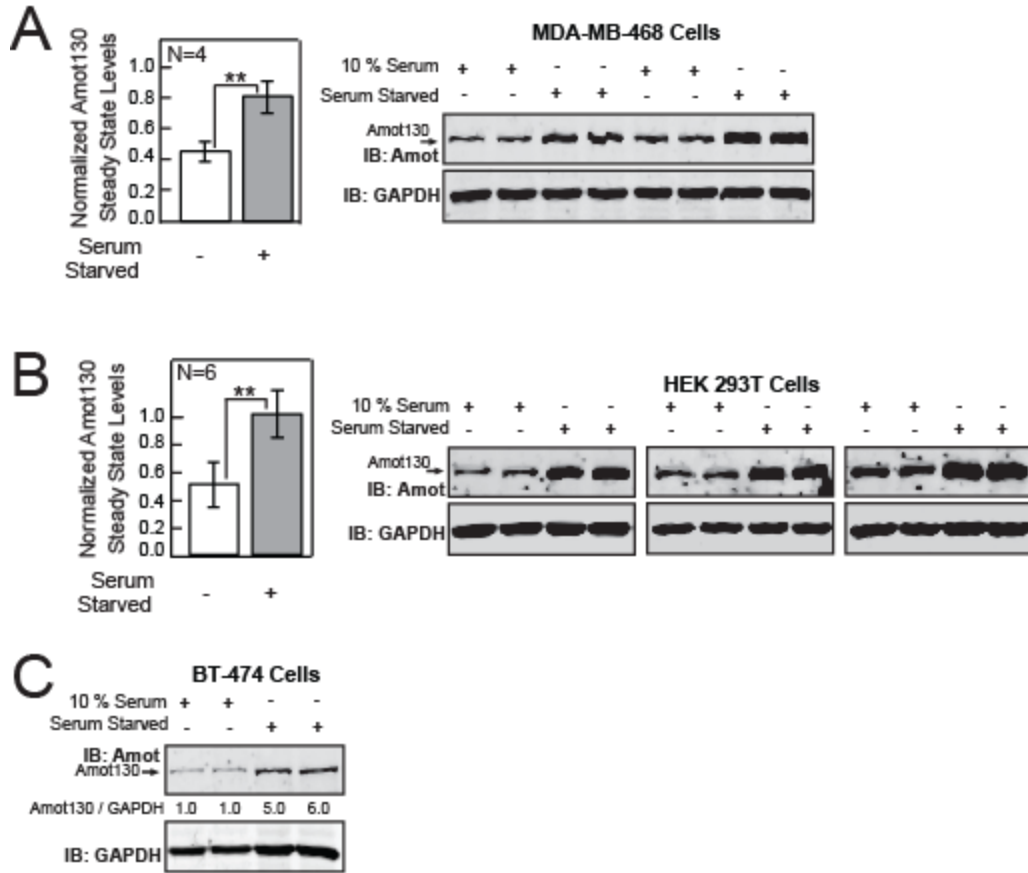 A
Normalized Amot130
Steady State Levels
N=4
**
1.0
0.8
0.6
0.4
0.2
0.0
Serum
Starved
- +
MDA-MB-468 Cells
10 % Serum + + - - + + - -
Serum Starved - - + + - - + +
Amot130
IB: Amot
IB: GAPDH
B
Normalized Amot130
Steady State Levels
N=6
**
1.0
0.8
0.6
0.4
0.2
0.0
Serum
Starved
- +
HEK 293T Cells
10 % Serum + + - - + + - - + + - -
Serum Starved - - + + - - + + - - + +
Amot130
IB: Amot
IB: GAPDH
C
BT-474 Cells
10 % Serum + + - -
Serum Starved - - + +
IB: Amot
Amot130
Amot130 / GAPDH 1.0 1.0 5.0 6.0
IB: GAPDH